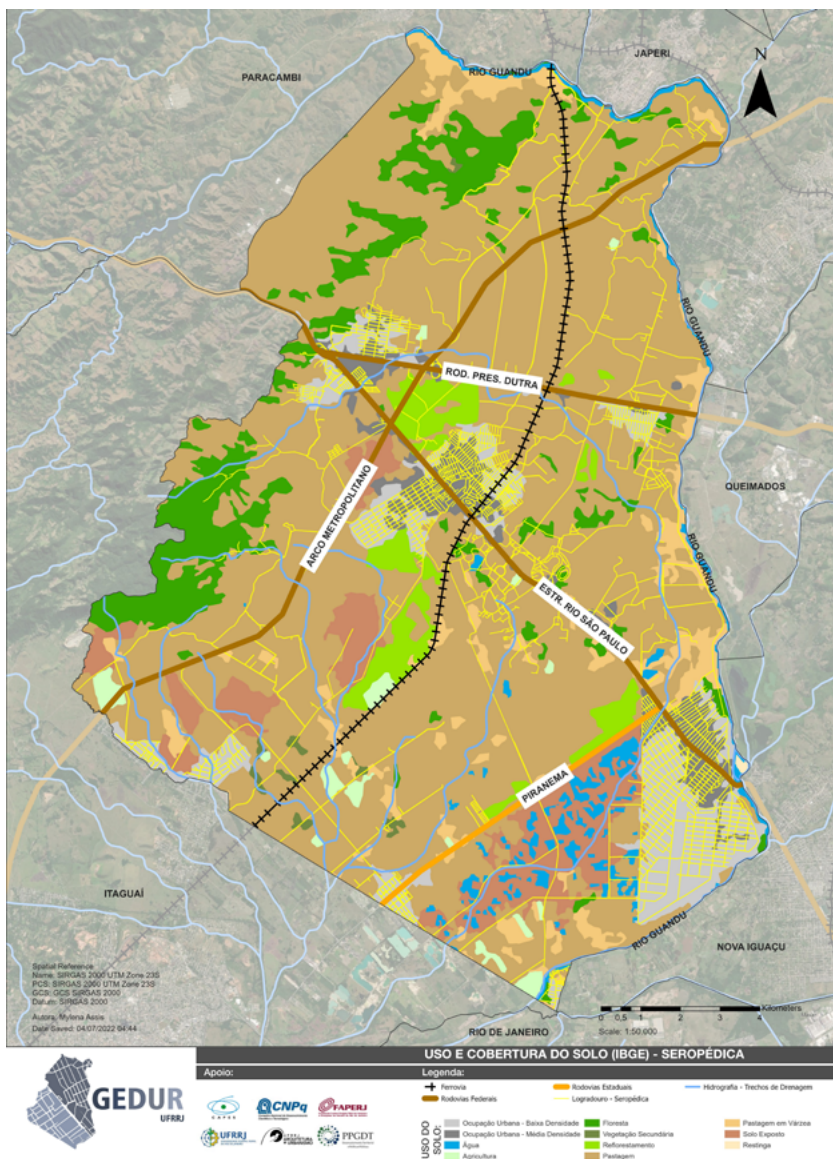 JAPERI
PARACAMBI
RIO GUANDU
N
RIO GUANDU
ROD. PRES. DUTRA
QUEIMADOS
ARCO METROPOLITANO
RIO GUANDU
ESTR. RIO SÃO PAULO
PIRANEMA
ITAGUAÍ
RIO GUANDU
NOVA IGUAÇU
Spatial Reference
Name: SIRGAS 2000 UTM Zone 23S
PCS: SIRGAS 2000 UTM Zone 23S
GCS: GCS SIRGAS 2000
Datum: SIRGAS 2000
Autora: Mylena Assis
Date Saved: 04/07/2022 04:44
RIO DE JANEIRO
Kilometers
0 0,5 1 2 3 4
Scale: 1:50.000
USO E COBERTURA DO SOLO (IBGE) - SEROPÉDICA
Apoio:
Legenda:
GEDUR
UFRRJ
CAPES
CNPq
FAPERJ
UFRRJ
PPGDT
Ferrovia
Rodovias Federais
Rodovias Estaduais
Logradouro - Seropédica
Hidrografia - Trechos de Drenagem
USO DO SOLO:
Ocupação Urbana - Baixa Densidade
Ocupação Urbana - Média Densidade
Água
Agricultura
Floresta
Vegetação Secundária
Reflorestamento
Pastagem
Pastagem em Várzea
Solo Exposto
Restinga